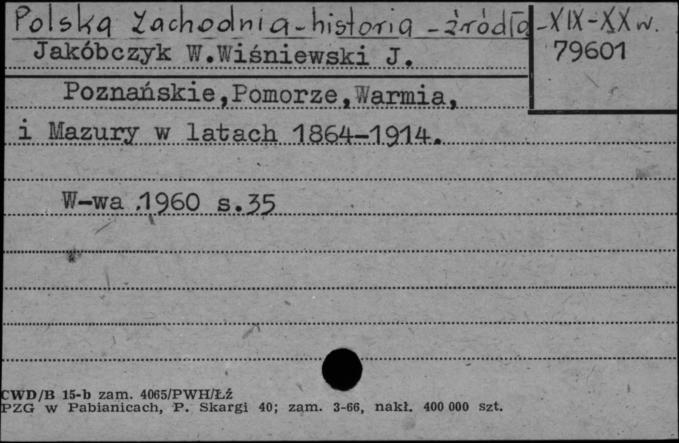 Polska Zachodnia - historia - źródła - XIX-XX w.
Jakóbczyk W.Wiśniewski J.
79601
Poznańskie,Pomorze,Warmia,
i Mazury w latach 1864-1914.
W-wa 1960 s.35
CWD/B 15-b zam. 4065/PWH/Łź
PZG w Pabianicach, P. Skargi 40; zam. 3-66, nakł. 400 000 szt.